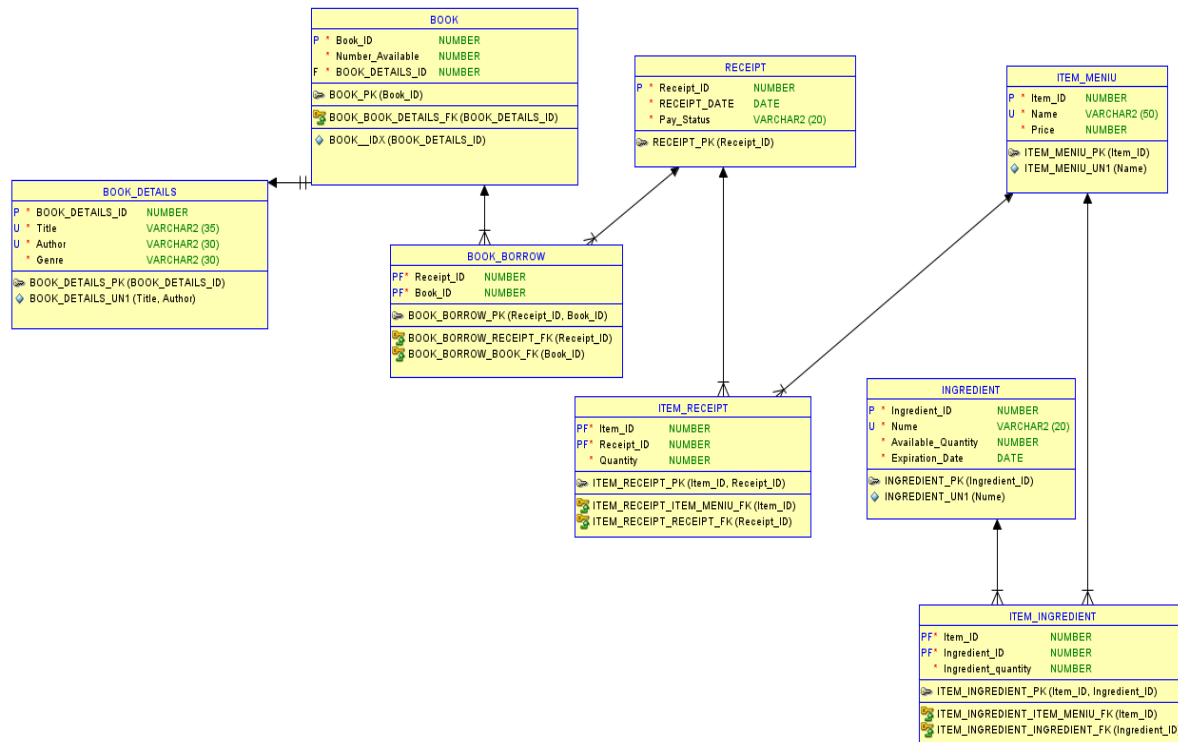 BOOK
P * Book_ID NUMBER
* Number_Available NUMBER
F * BOOK_DETAILS_ID NUMBER
BOOK_PK (Book_ID)
BOOK_BOOK_DETAILS_FK (BOOK_DETAILS_ID)
BOOK__IDX (BOOK_DETAILS_ID)
RECEIPT
P * Receipt_ID NUMBER
* RECEIPT_DATE DATE
* Pay_Status VARCHAR2 (20)
RECEIPT_PK (Receipt_ID)
ITEM_MENIU
P * Item_ID NUMBER
U * Name VARCHAR2 (50)
* Price NUMBER
ITEM_MENIU_PK (Item_ID)
ITEM_MENIU_UN1 (Name)
BOOK_DETAILS
P * BOOK_DETAILS_ID NUMBER
U * Title VARCHAR2 (35)
U * Author VARCHAR2 (30)
* Genre VARCHAR2 (30)
BOOK_DETAILS_PK (BOOK_DETAILS_ID)
BOOK_DETAILS_UN1 (Title, Author)
BOOK_BORROW
PF* Receipt_ID NUMBER
PF* Book_ID NUMBER
BOOK_BORROW_PK (Receipt_ID, Book_ID)
BOOK_BORROW_RECEIPT_FK (Receipt_ID)
BOOK_BORROW_BOOK_FK (Book_ID)
ITEM_RECEIPT
PF* Item_ID NUMBER
PF* Receipt_ID NUMBER
* Quantity NUMBER
ITEM_RECEIPT_PK (Item_ID, Receipt_ID)
ITEM_RECEIPT_ITEM_MENIU_FK (Item_ID)
ITEM_RECEIPT_RECEIPT_FK (Receipt_ID)
INGREDIENT
P * Ingredient_ID NUMBER
U * Nume VARCHAR2 (20)
* Available_Quantity NUMBER
* Expiration_Date DATE
INGREDIENT_PK (Ingredient_ID)
INGREDIENT_UN1 (Nume)
ITEM_INGREDIENT
PF* Item_ID NUMBER
PF* Ingredient_ID NUMBER
* Ingredient_quantity NUMBER
ITEM_INGREDIENT_PK (Item_ID, Ingredient_ID)
ITEM_INGREDIENT_ITEM_MENIU_FK (Item_ID)
ITEM_INGREDIENT_INGREDIENT_FK (Ingredient_ID)